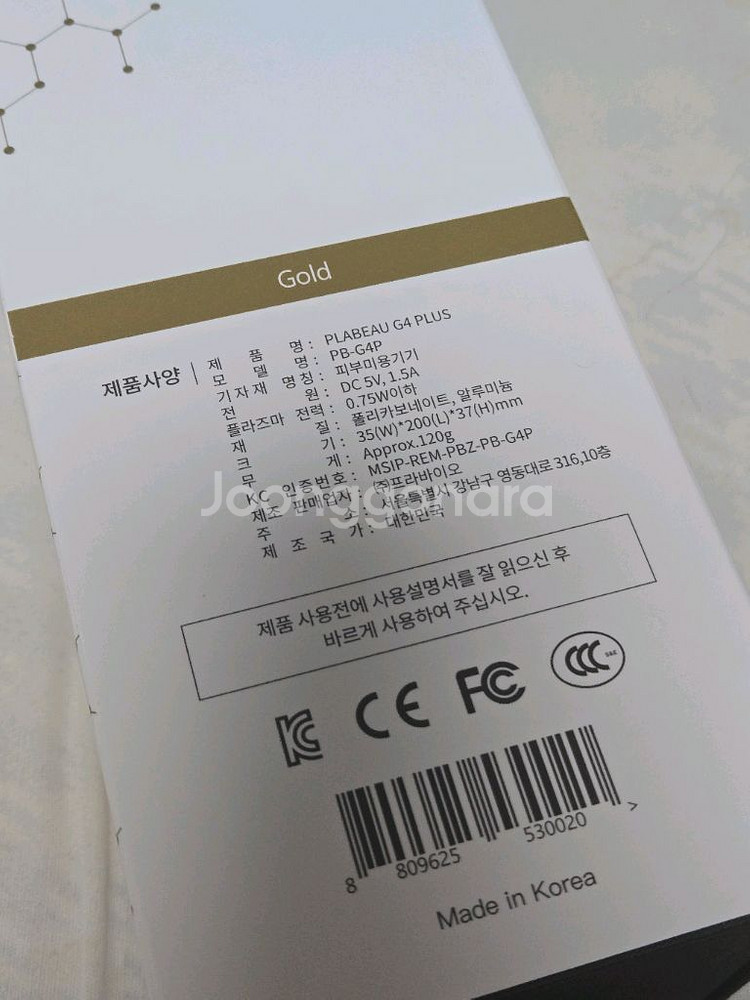 Gold
제품사양
제 품 명 : PLABEAU G4 PLUS
모 델 명 : PB-G4P
기자재 명칭 : 피부미용기기
전 원 : DC 5V, 1.5A
플라즈마 전력 : 0.75W이하
재 질 : 폴리카보네이트, 알루미늄
크 기 : 35(W)*200(L)*37(H)mm
무 게 : Approx.120g
KC 인증번호 : MSIP-REM-PBZ-PB-G4P
제조 판매업자 : (주)프라바이오
주 소 : 서울특별시 강남구 영동대로 316,10층
제 조 국 가 : 대한민국
Joonggonara
제품 사용전에 사용설명서를 잘 읽으신 후
바르게 사용하여 주십시오.
KC CE FC CCC S&E
8 809625 530020 >
Made in Korea